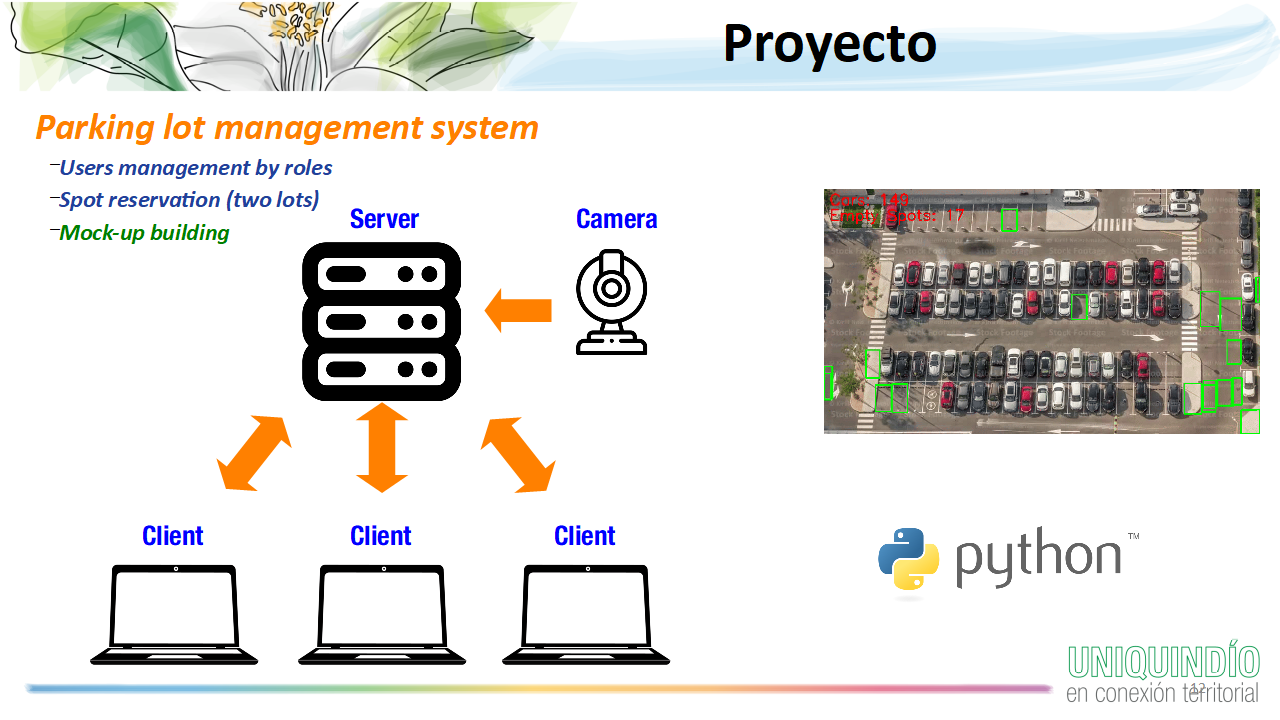 Proyecto
Parking lot management system
–Users management by roles
–Spot reservation (two lots)
–Mock-up building
Server
Camera
Cars: 149
Empty Spots: 17
Client
Client
Client
python™
UNIQUINDÍO
en conexión territorial
12